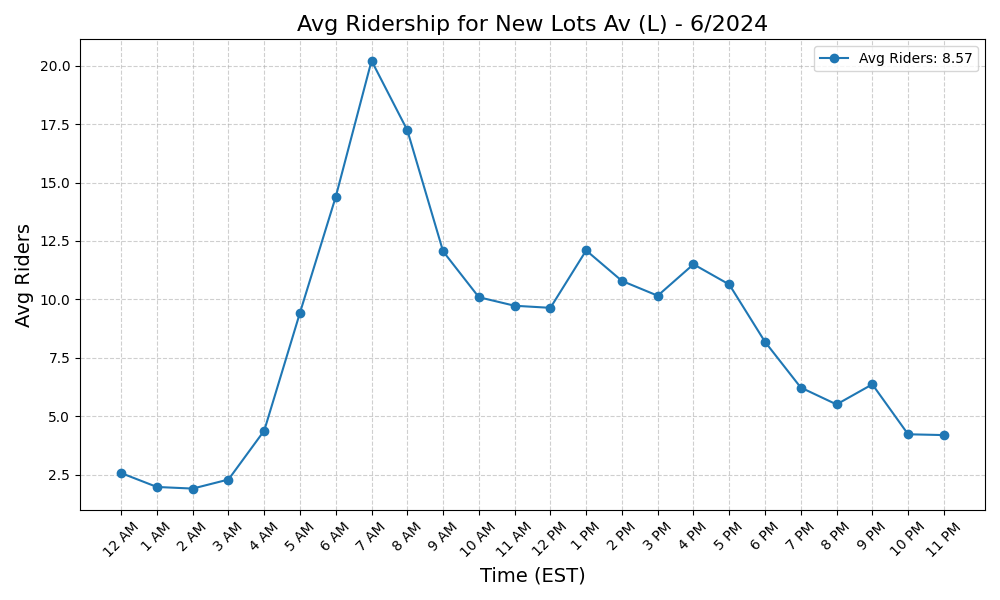 Avg Ridership for New Lots Av (L) - 6/2024
Avg Riders: 8.57
Avg Riders
20.0
17.5
15.0
12.5
10.0
7.5
5.0
2.5
12 AM
1 AM
2 AM
3 AM
4 AM
5 AM
6 AM
7 AM
8 AM
9 AM
10 AM
11 AM
12 PM
1 PM
2 PM
3 PM
4 PM
5 PM
6 PM
7 PM
8 PM
9 PM
10 PM
11 PM
Time (EST)